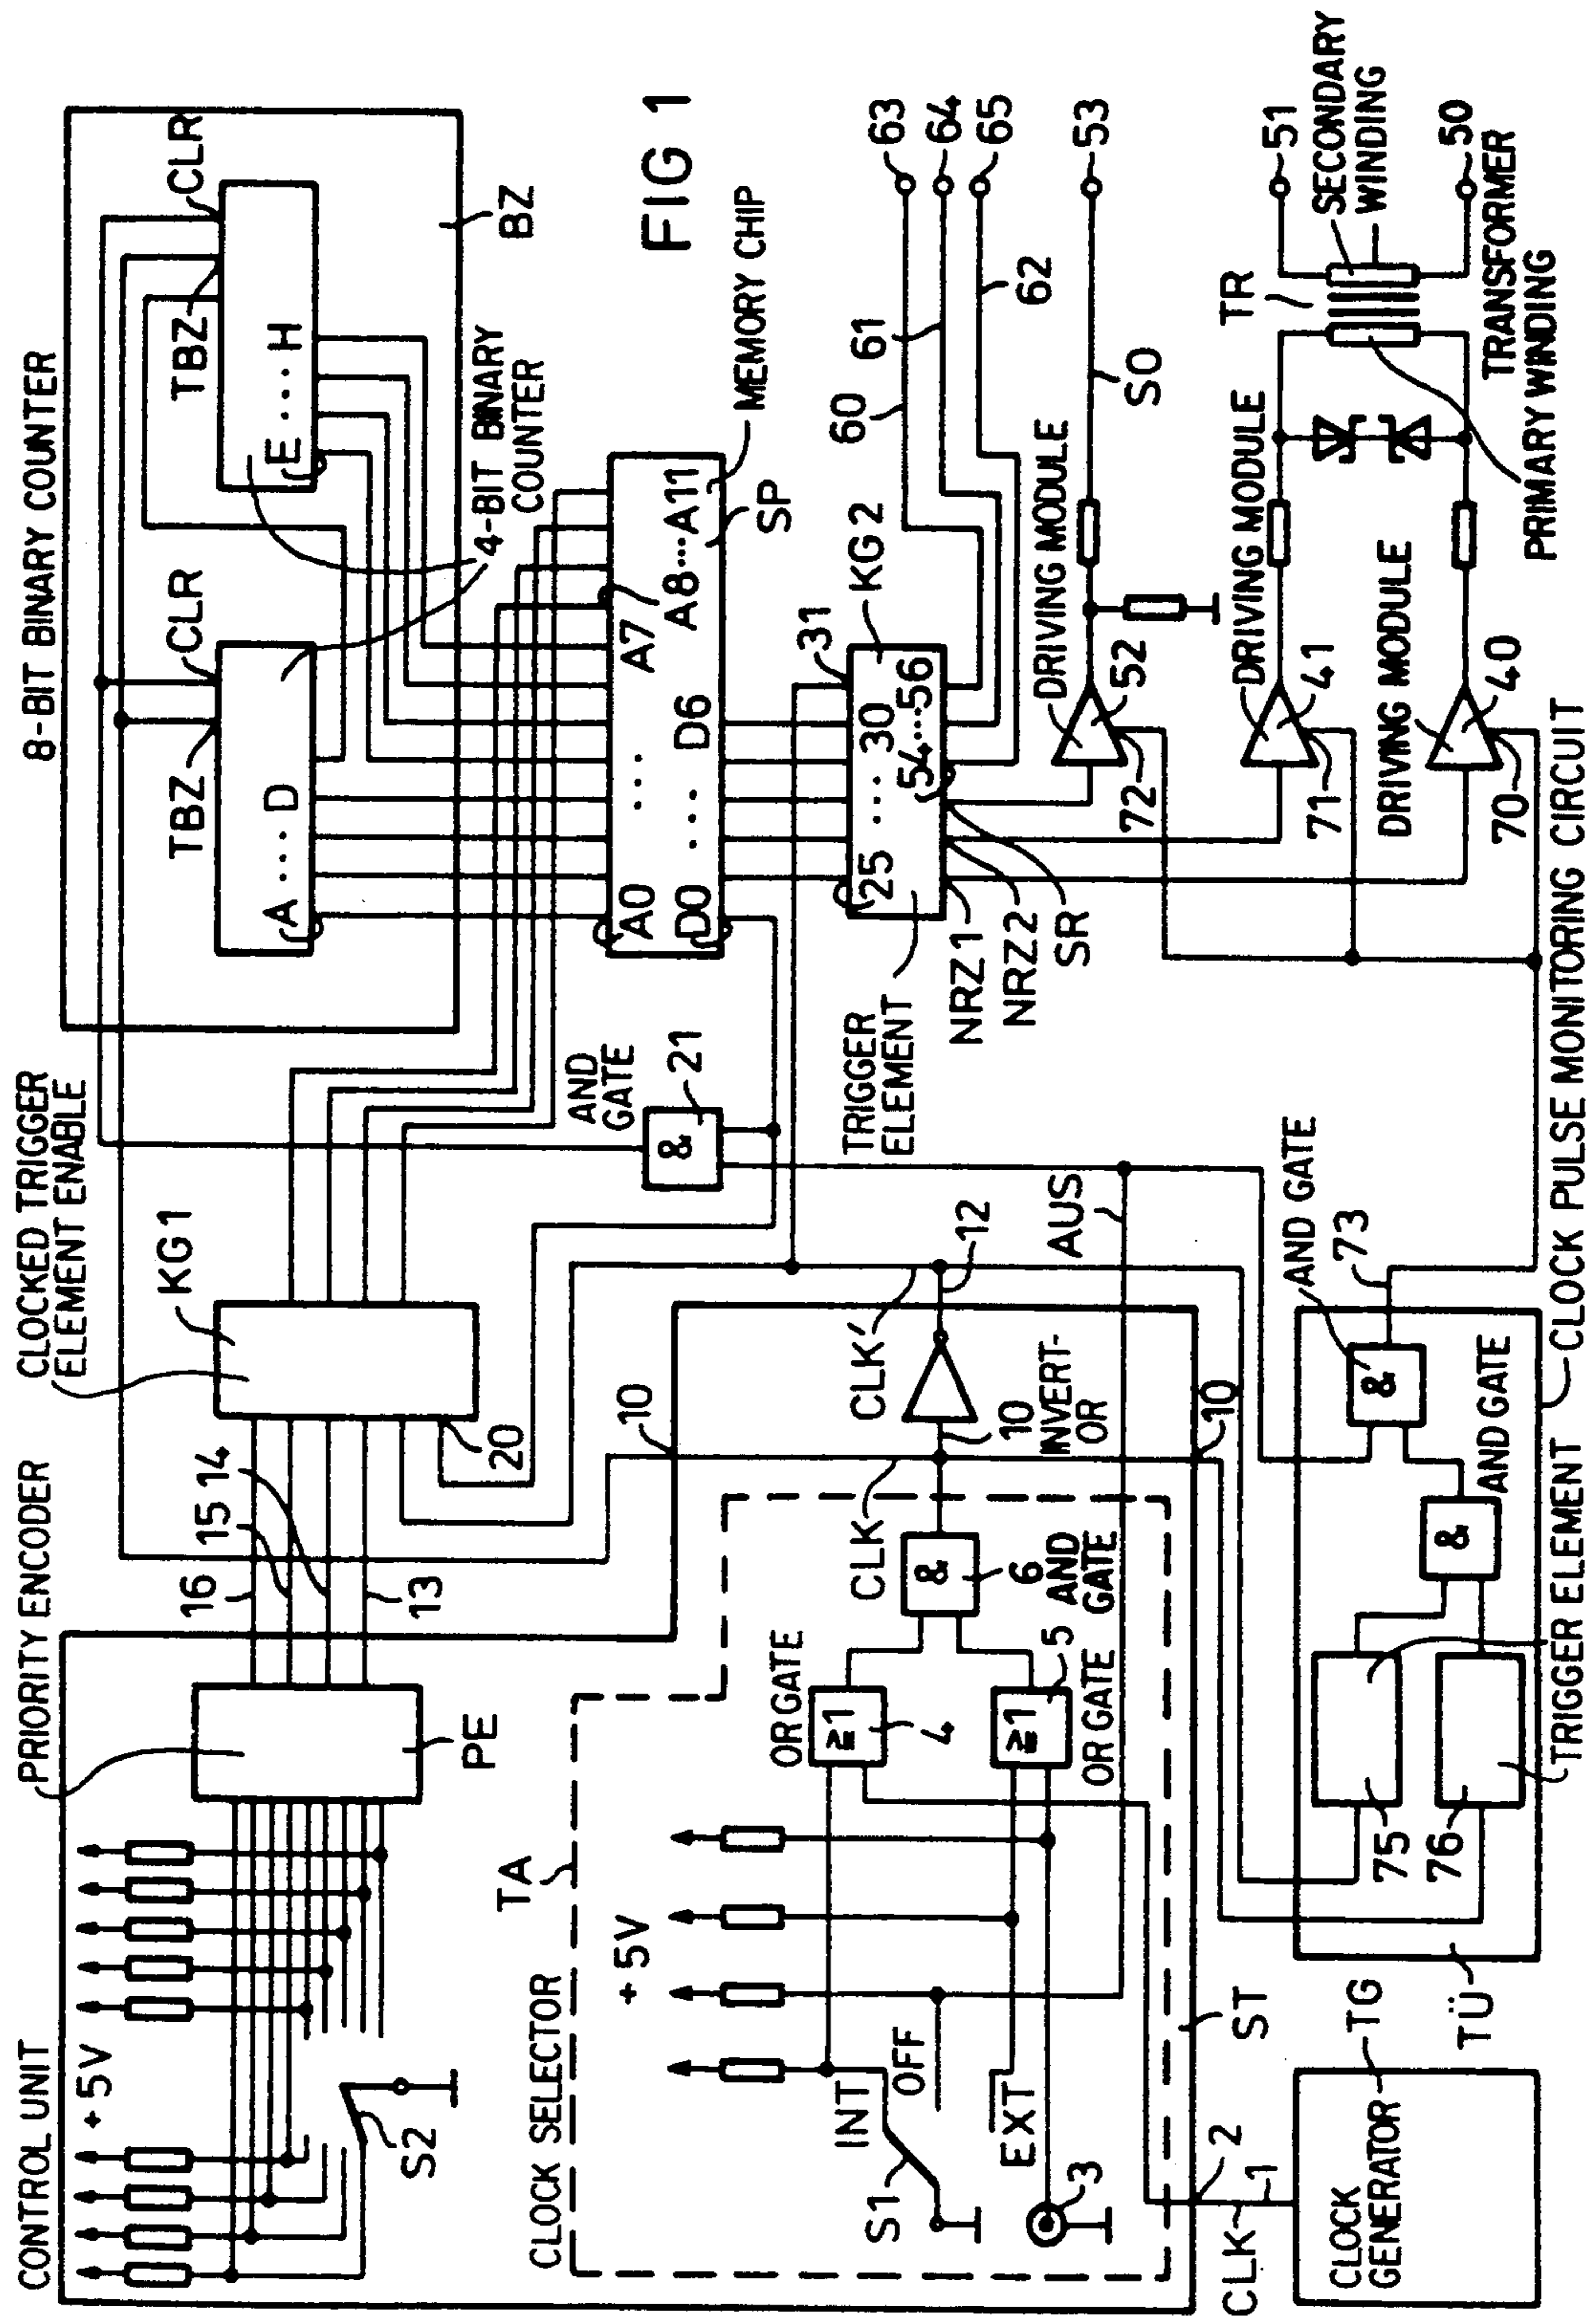 CONTROL UNIT
+5V
S2
PRIORITY ENCODER
PE
16
15
14
13
CLOCKED TRIGGER
ELEMENT ENABLE
KG1
20
8-BIT BINARY COUNTER
TBZ
CLR
A ... D
TBZ
CLR
E ... H
BZ
4-BIT BINARY
COUNTER
FIG 1
MEMORY CHIP
SP
A0 ... A7 A8...A11
D0 ... D6
AND
GATE
&
21
CLOCK SELECTOR
TA
+5V
INT
OFF
EXT
S1
3
OR GATE
≥1
4
≥1
5
OR GATE
&
6 AND
GATE
CLK
10
CLK'
10
INVERT-
OR
12
AUS
10
ST
TRIGGER
ELEMENT
31
KG2
25 ... 30
54...56
NRZ1
NRZ2
SR
60
61
62
63
64
65
DRIVING MODULE
52
72
SO
53
DRIVING MODULE
41
71
DRIVING MODULE
40
70
TR
51
50
SECONDARY
WINDING
TRANSFORMER
PRIMARY WINDING
CLK
1
2
CLOCK
GENERATOR
TG
TÜ
75
76
&
AND GATE
&'
AND GATE
73
TRIGGER ELEMENT
CLOCK PULSE MONITORING CIRCUIT